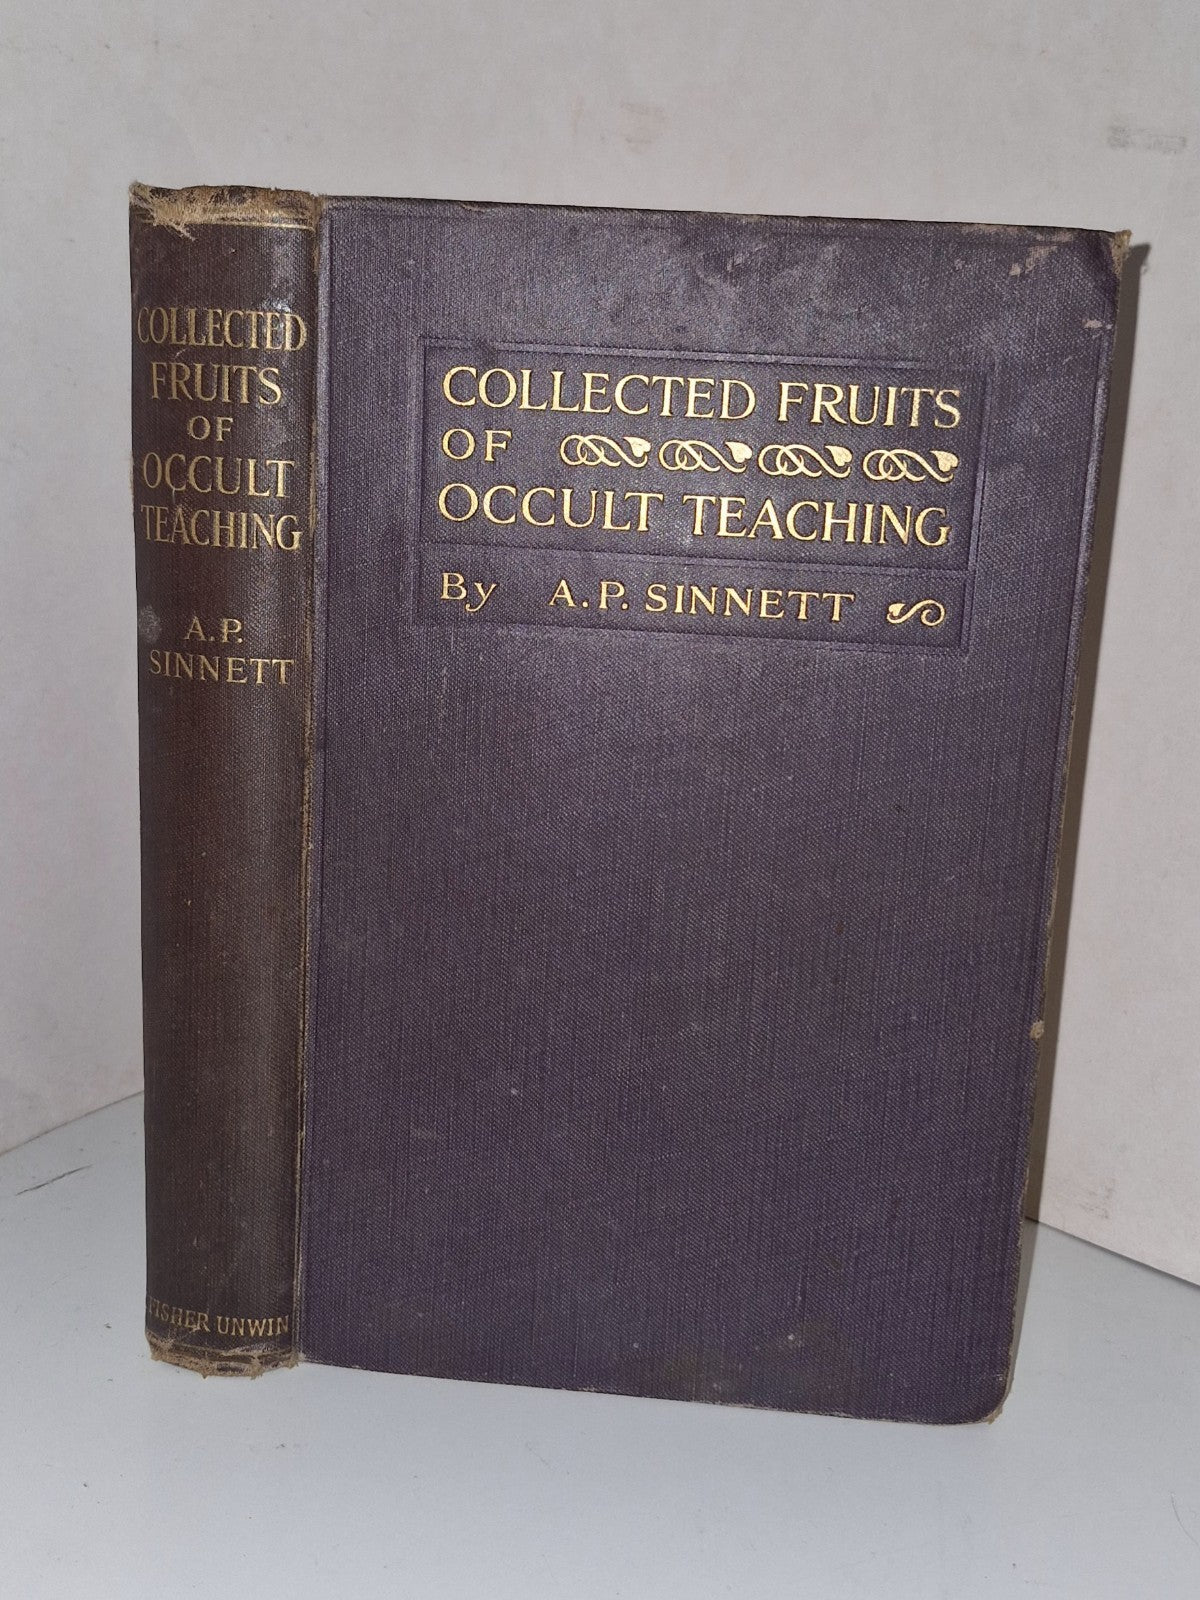 COLLECTED
FRUITS
OF
OCCULT
TEACHING
A.P.
SINNETT
FISHER UNWIN
COLLECTED FRUITS
OF
OCCULT TEACHING
By A.P. SINNETT